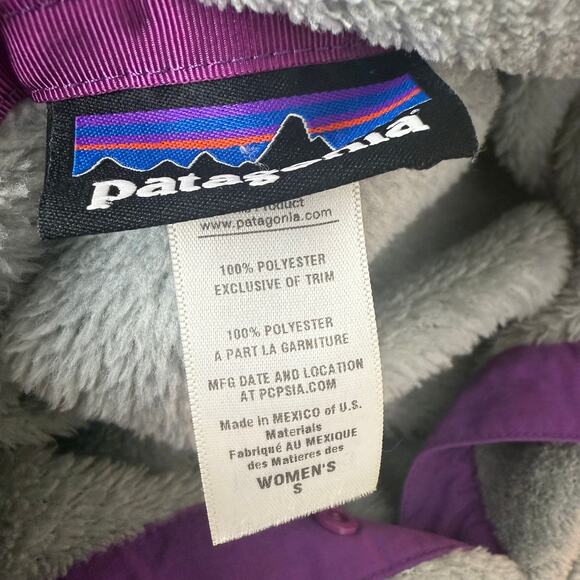 patagonia
Product
www.patagonia.com
100% POLYESTER
EXCLUSIVE OF TRIM
100% POLYESTER
A PART LA GARNITURE
MFG DATE AND LOCATION
AT PCPSIA.COM
Made in MEXICO of U.S.
Materials
Fabriqué AU MEXIQUE
des Matieres des
WOMEN'S
S